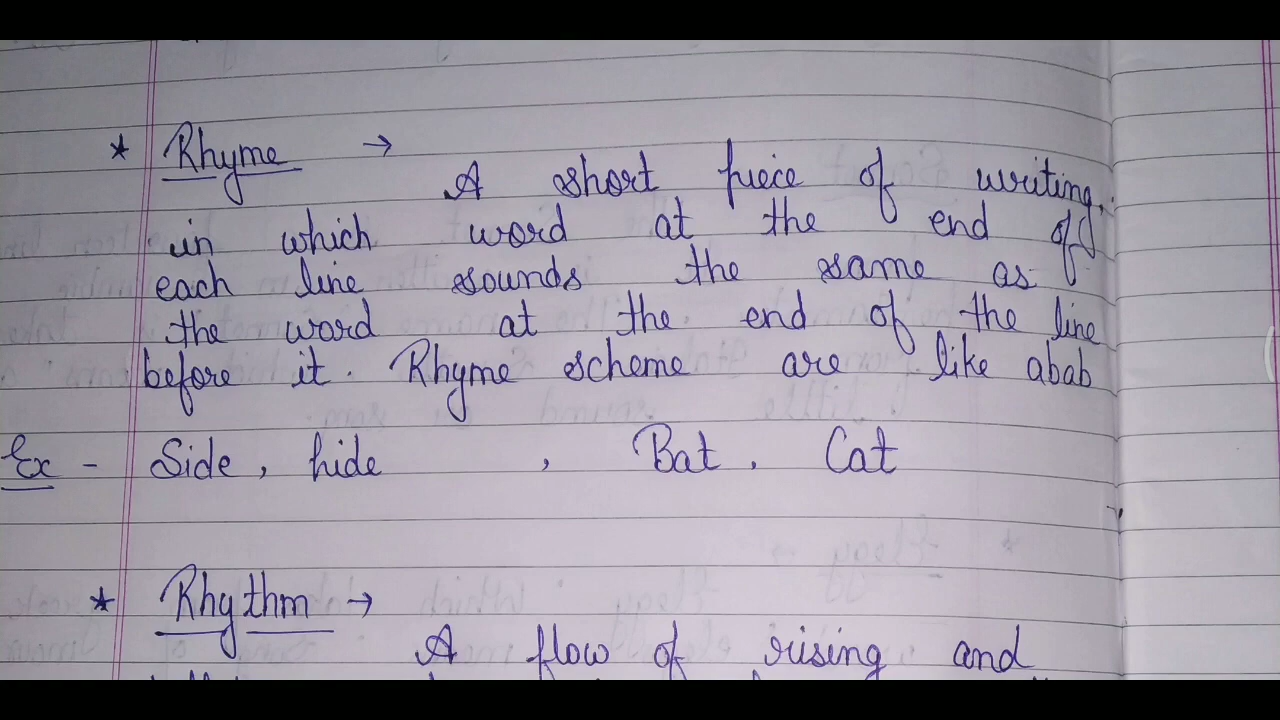 * Rhyme →
A short piece of writing.
in which word at the end of
each line sounds the same as
the word at the end of the line
before it. Rhyme scheme are like abab
Ex - Side, hide , Bat, Cat
* Rhythm →
A flow of rising and